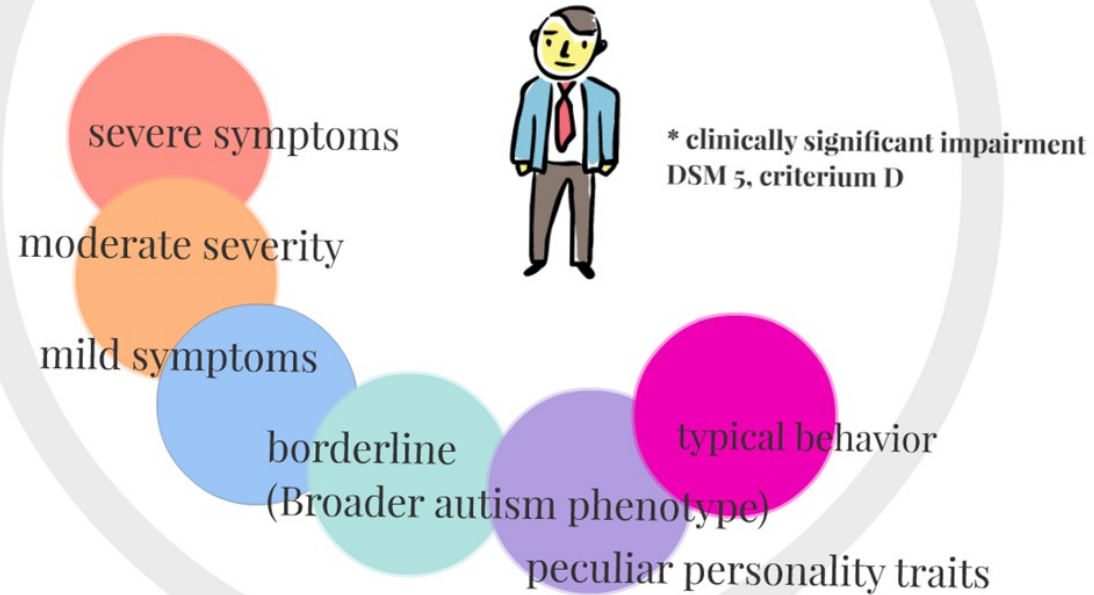 severe symptoms
* clinically significant impairment
DSM 5, criterium D
moderate severity
mild symptoms
borderline
(Broader autism phenotype)
typical behavior
peculiar personality traits